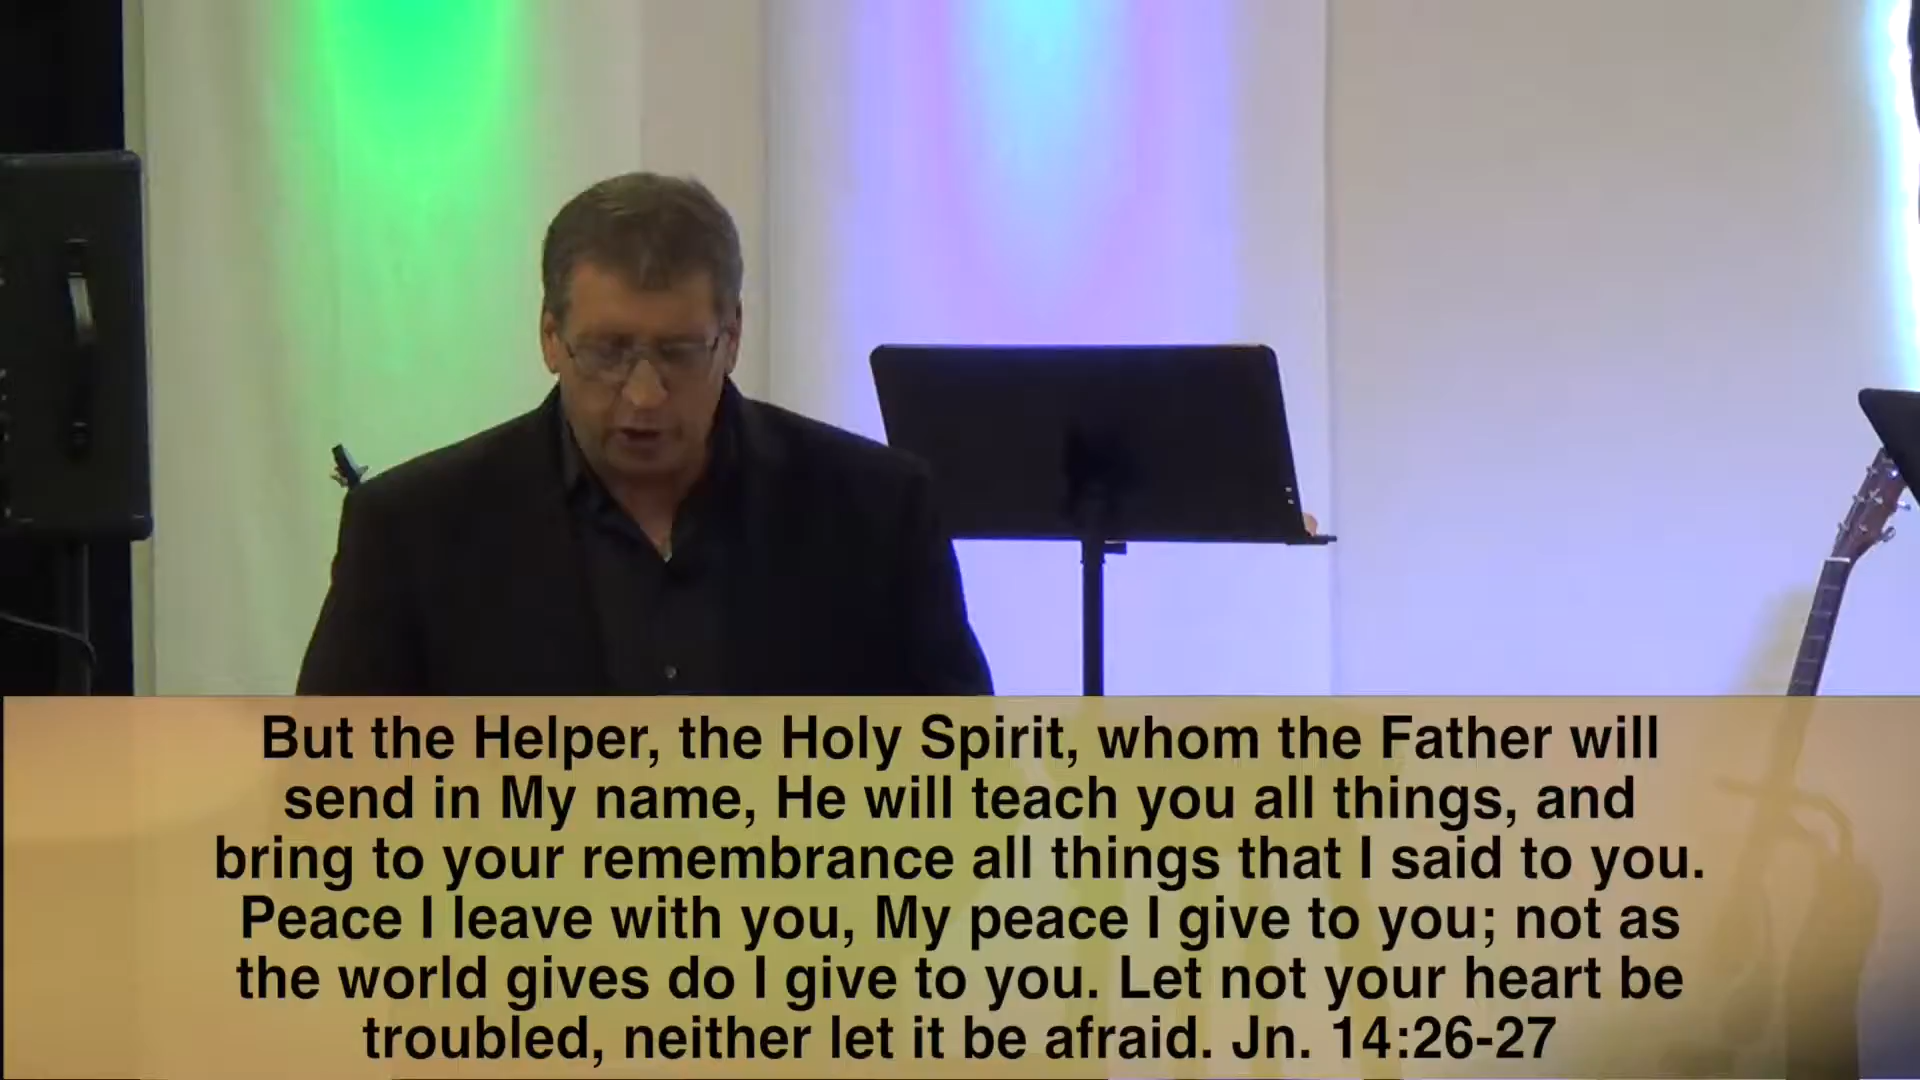 But the Helper, the Holy Spirit, whom the Father will
send in My name, He will teach you all things, and
bring to your remembrance all things that I said to you.
Peace I leave with you, My peace I give to you; not as
the world gives do I give to you. Let not your heart be
troubled, neither let it be afraid. Jn. 14:26-27